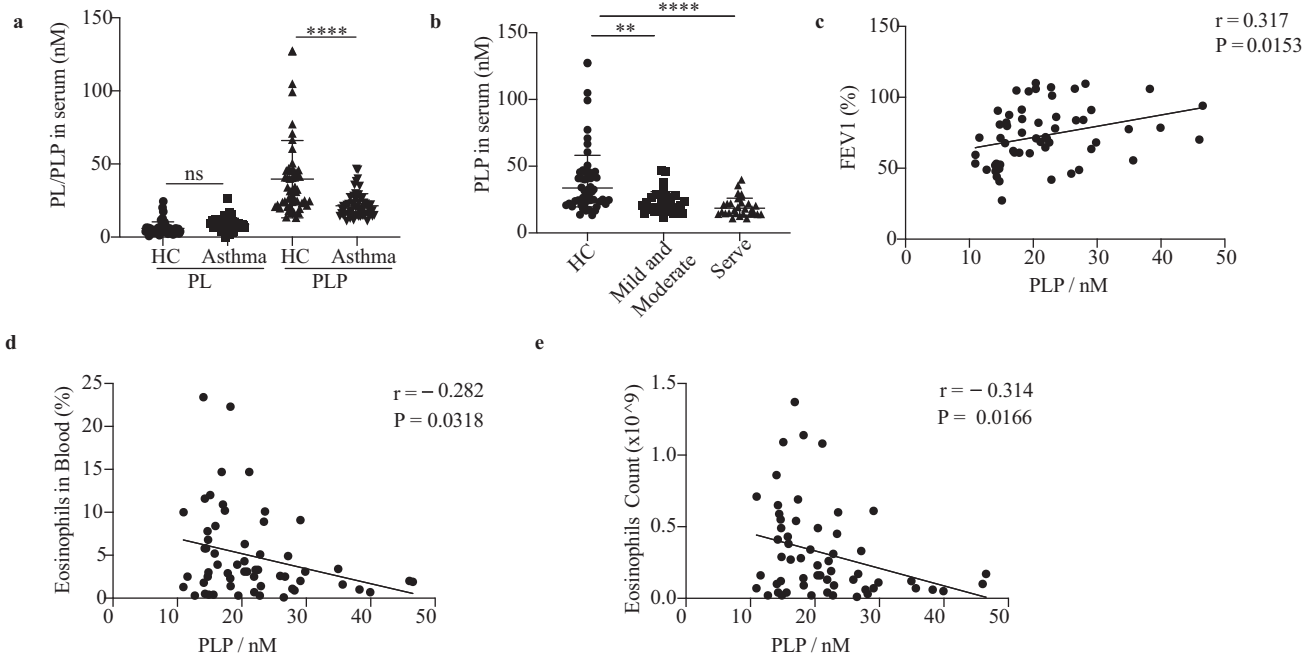 a
PL/PLP in serum (nM)
150
100
50
0
ns
****
HC
Asthma
HC
Asthma
PL
PLP
b
PLP in serum (nM)
150
100
50
0
****
**
HC
Mild and
Moderate
Serve
c
FEV1 (%)
150
100
50
0
0
10
20
30
40
50
PLP / nM
r = 0.317
P = 0.0153
d
Eosinophils in Blood (%)
25
20
15
10
5
0
0
10
20
30
40
50
PLP / nM
r = − 0.282
P = 0.0318
e
Eosinophils Count (x10^9)
1.5
1.0
0.5
0.0
0
10
20
30
40
50
PLP / nM
r = − 0.314
P = 0.0166